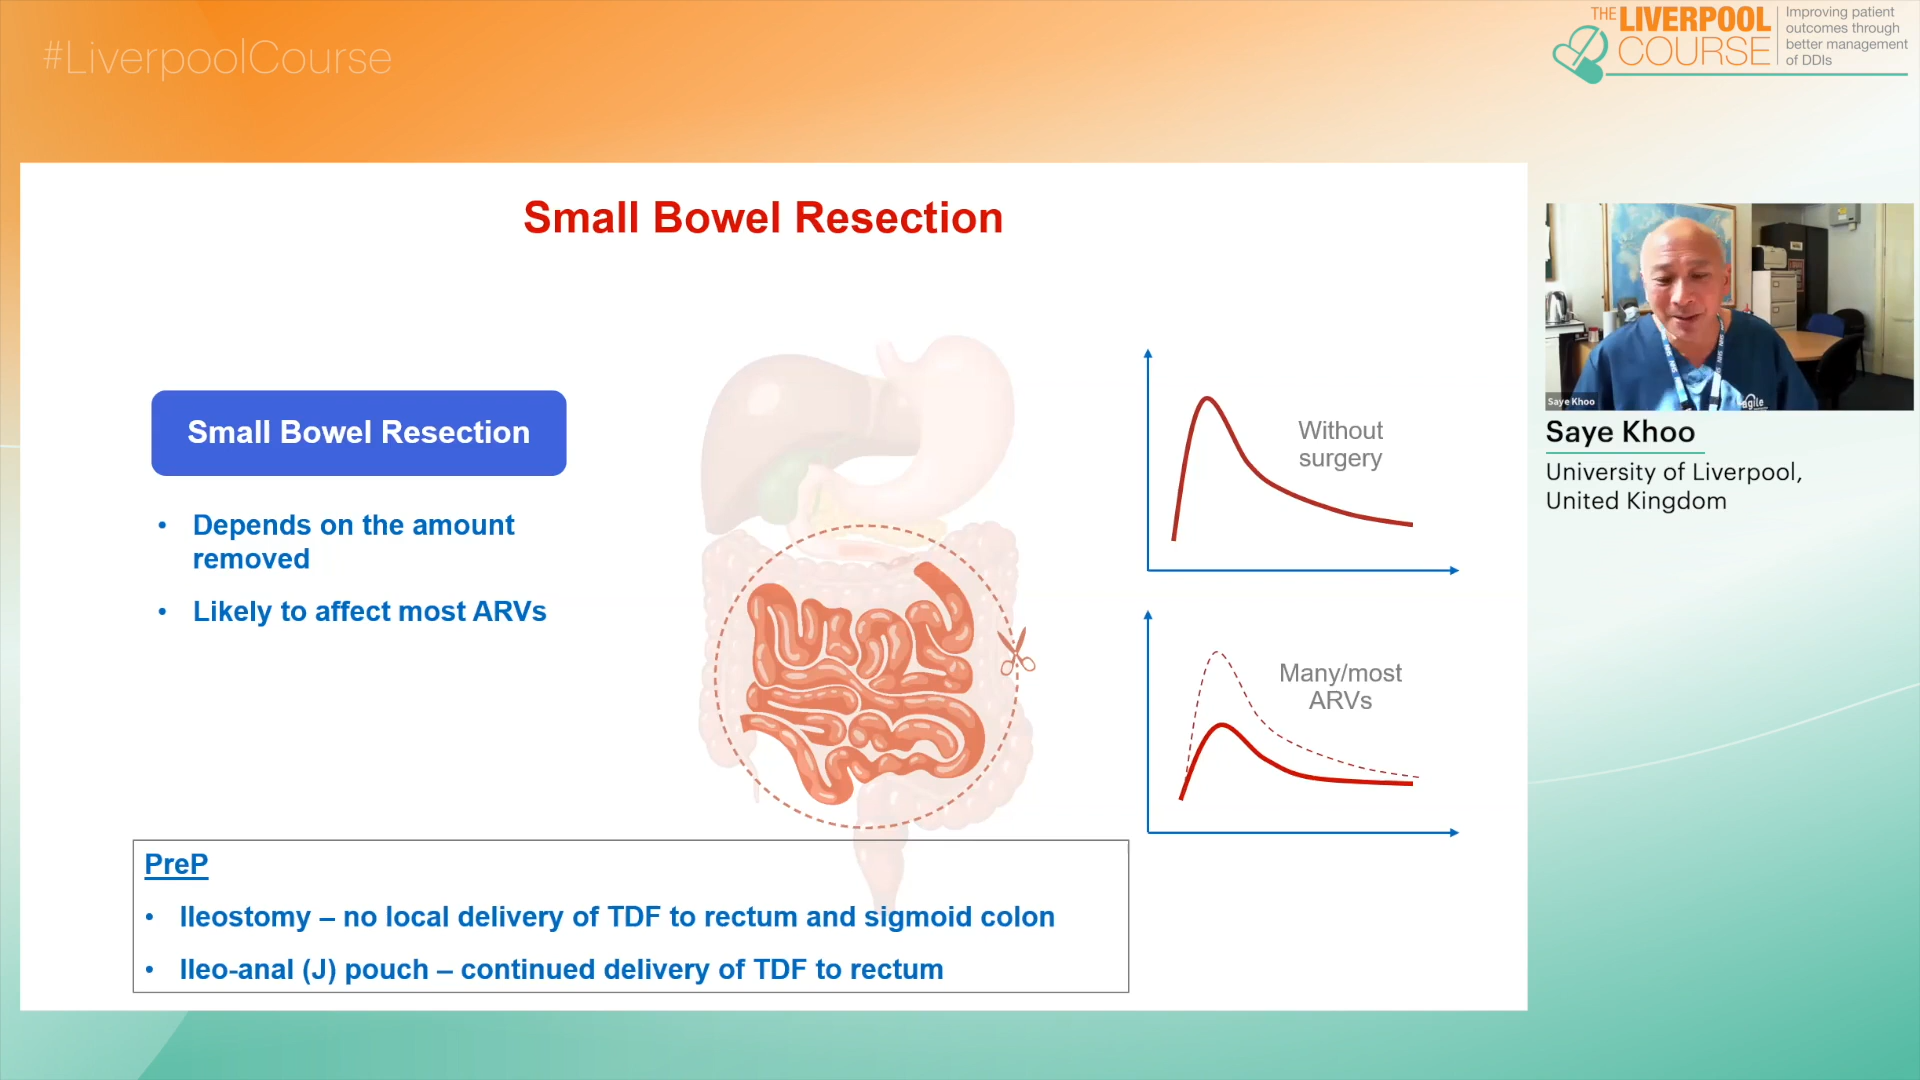 #LiverpoolCourse
THE LIVERPOOL
COURSE
Improving patient
outcomes through
better management
of DDIs
Small Bowel Resection
Small Bowel Resection
• Depends on the amount
removed
• Likely to affect most ARVs
Without
surgery
Many/most
ARVs
PreP
• Ileostomy – no local delivery of TDF to rectum and sigmoid colon
• Ileo-anal (J) pouch – continued delivery of TDF to rectum
agile
Saye Khoo
Saye Khoo
University of Liverpool,
United Kingdom